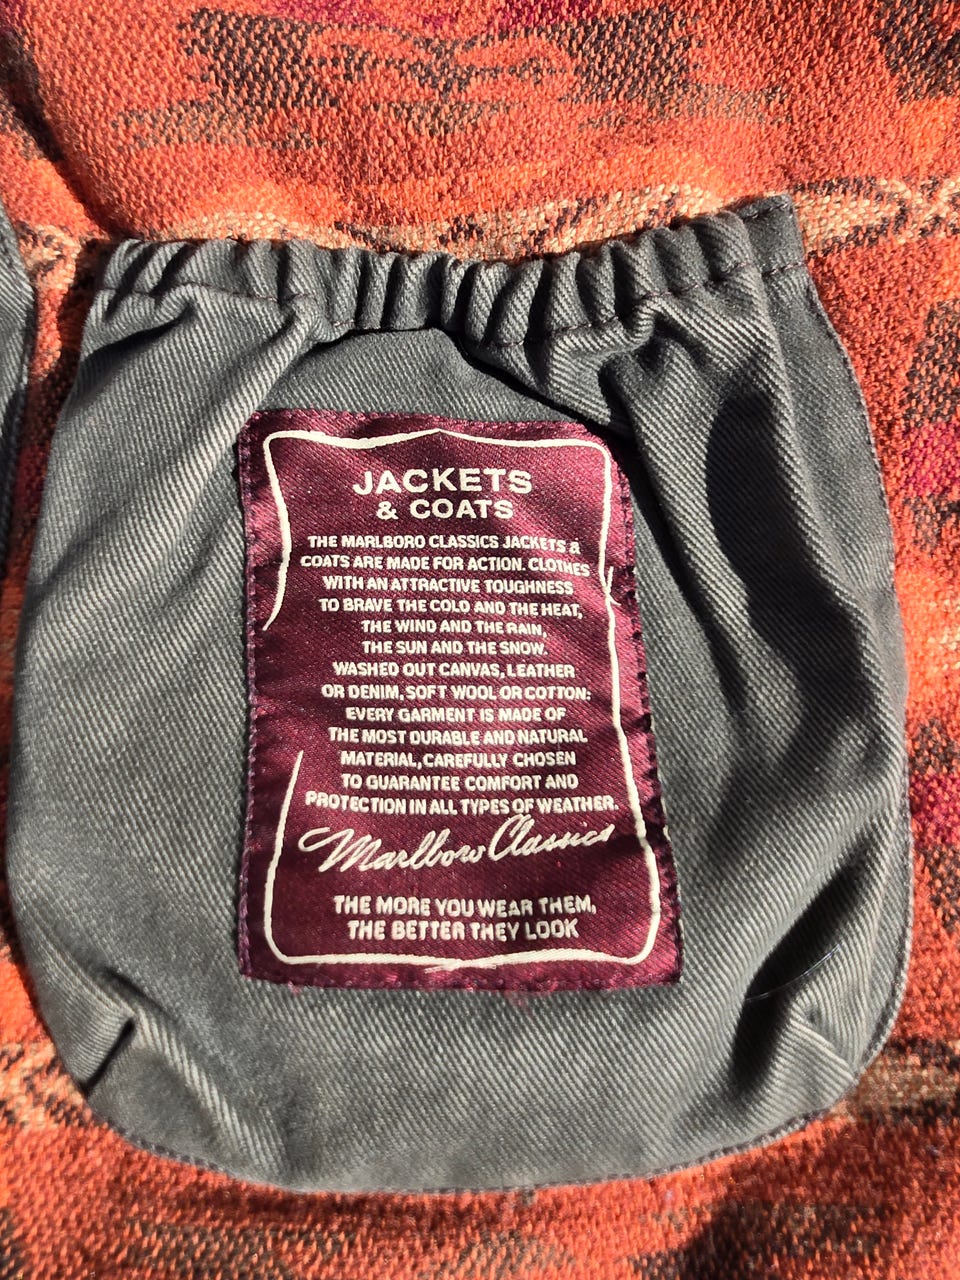 JACKETS
& COATS
THE MARLBORO CLASSICS JACKETS &
COATS ARE MADE FOR ACTION. CLOTHES
WITH AN ATTRACTIVE TOUGHNESS
TO BRAVE THE COLD AND THE HEAT,
THE WIND AND THE RAIN,
THE SUN AND THE SNOW.
WASHED OUT CANVAS, LEATHER
OR DENIM, SOFT WOOL OR COTTON:
EVERY GARMENT IS MADE OF
THE MOST DURABLE AND NATURAL
MATERIAL, CAREFULLY CHOSEN
TO GUARANTEE COMFORT AND
PROTECTION IN ALL TYPES OF WEATHER.
Marlboro Classics
THE MORE YOU WEAR THEM,
THE BETTER THEY LOOK